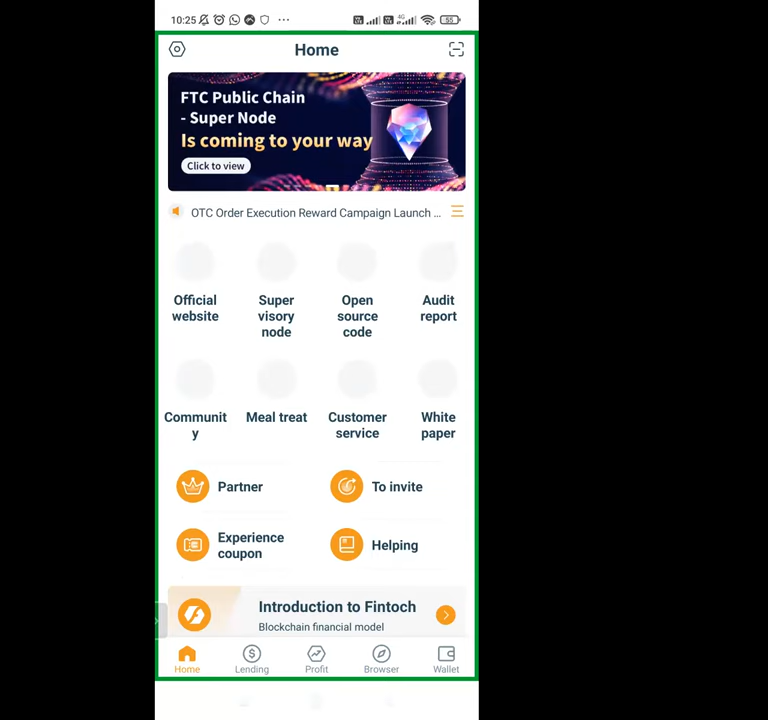 10:25
4G
55
Home
FTC Public Chain
- Super Node
Is coming to your way
Click to view
OTC Order Execution Reward Campaign Launch ...
Official website
Super visory node
Open source code
Audit report
Communit y
Meal treat
Customer service
White paper
Partner
To invite
Experience coupon
Helping
Introduction to Fintoch
Blockchain financial model
Home
Lending
Profit
Browser
Wallet